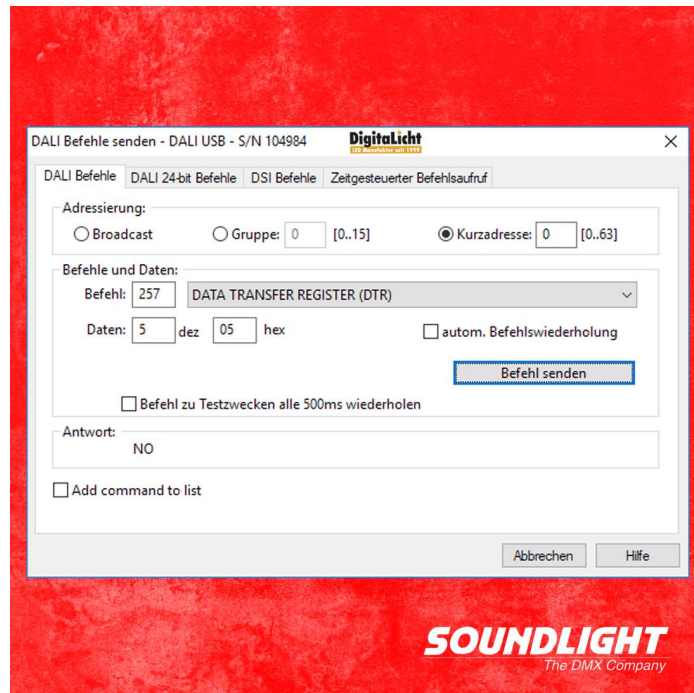 DALI Befehle senden - DALI USB - S/N 104984
DigitaLicht
LED Manufaktur seit 1999
DALI Befehle DALI 24-bit Befehle DSI Befehle Zeitgesteuerter Befehlsaufruf
Adressierung:
Broadcast Gruppe: 0 [0..15] Kurzadresse: 0 [0..63]
Befehle und Daten:
Befehl: 257 DATA TRANSFER REGISTER (DTR)
Daten: 5 dez 05 hex autom. Befehlswiederholung
Befehl senden
Befehl zu Testzwecken alle 500ms wiederholen
Antwort:
NO
Add command to list
Abbrechen Hilfe
SOUNDLIGHT
The DMX Company